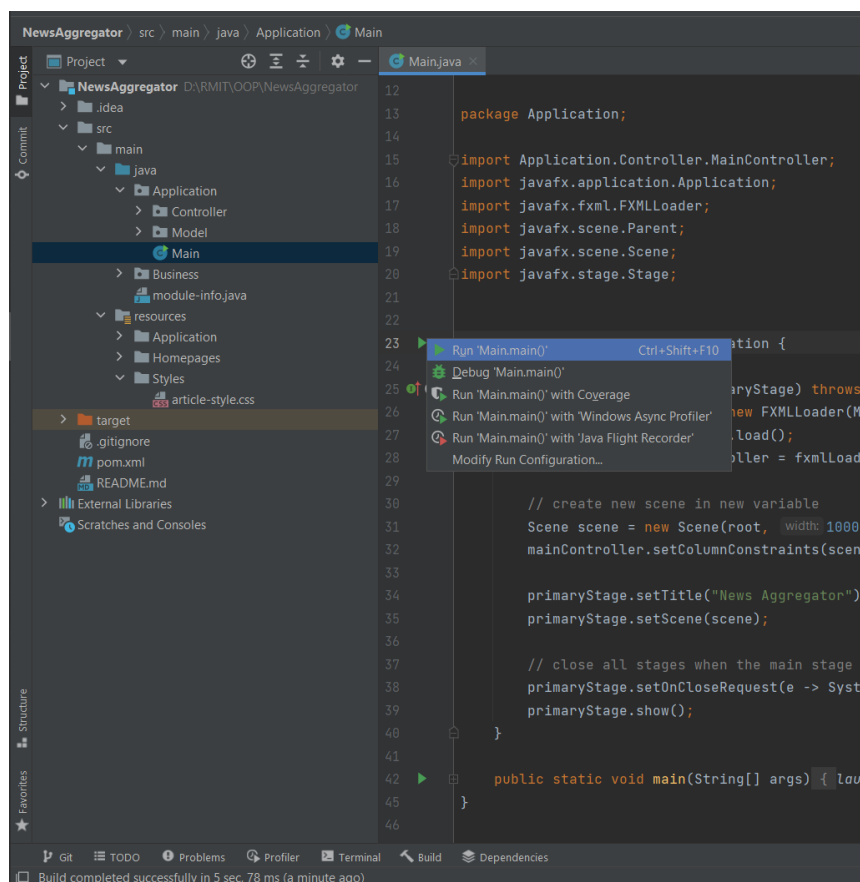 NewsAggregator > src > main > java > Application > Main
Project
Main.java
Project
Commit
Structure
Favorites
NewsAggregator D:\RMIT\OOP\NewsAggregator
.idea
src
main
java
Application
Controller
Model
Main
Business
module-info.java
resources
Application
Homepages
Styles
article-style.css
target
.gitignore
pom.xml
README.md
External Libraries
Scratches and Consoles
12
13 package Application;
14
15 import Application.Controller.MainController;
16 import javafx.application.Application;
17 import javafx.fxml.FXMLLoader;
18 import javafx.scene.Parent;
19 import javafx.scene.Scene;
20 import javafx.stage.Stage;
21
22
23 ation {
24
25 aryStage) throws
26 new FXMLLoader(M
27 .load();
28 oller = fxmlLoad
29
30 // create new scene in new variable
31 Scene scene = new Scene(root, width: 1000
32 mainController.setColumnConstraints(scen
33
34 primaryStage.setTitle("News Aggregator")
35 primaryStage.setScene(scene);
36
37 // close all stages when the main stage
38 primaryStage.setOnCloseRequest(e -> Syst
39 primaryStage.show();
40 }
41
42 public static void main(String[] args) { lau
45 }
46
Run 'Main.main()' Ctrl+Shift+F10
Debug 'Main.main()'
Run 'Main.main()' with Coverage
Run 'Main.main()' with 'Windows Async Profiler'
Run 'Main.main()' with 'Java Flight Recorder'
Modify Run Configuration...
Git TODO Problems Profiler Terminal Build Dependencies
Build completed successfully in 5 sec, 78 ms (a minute ago)